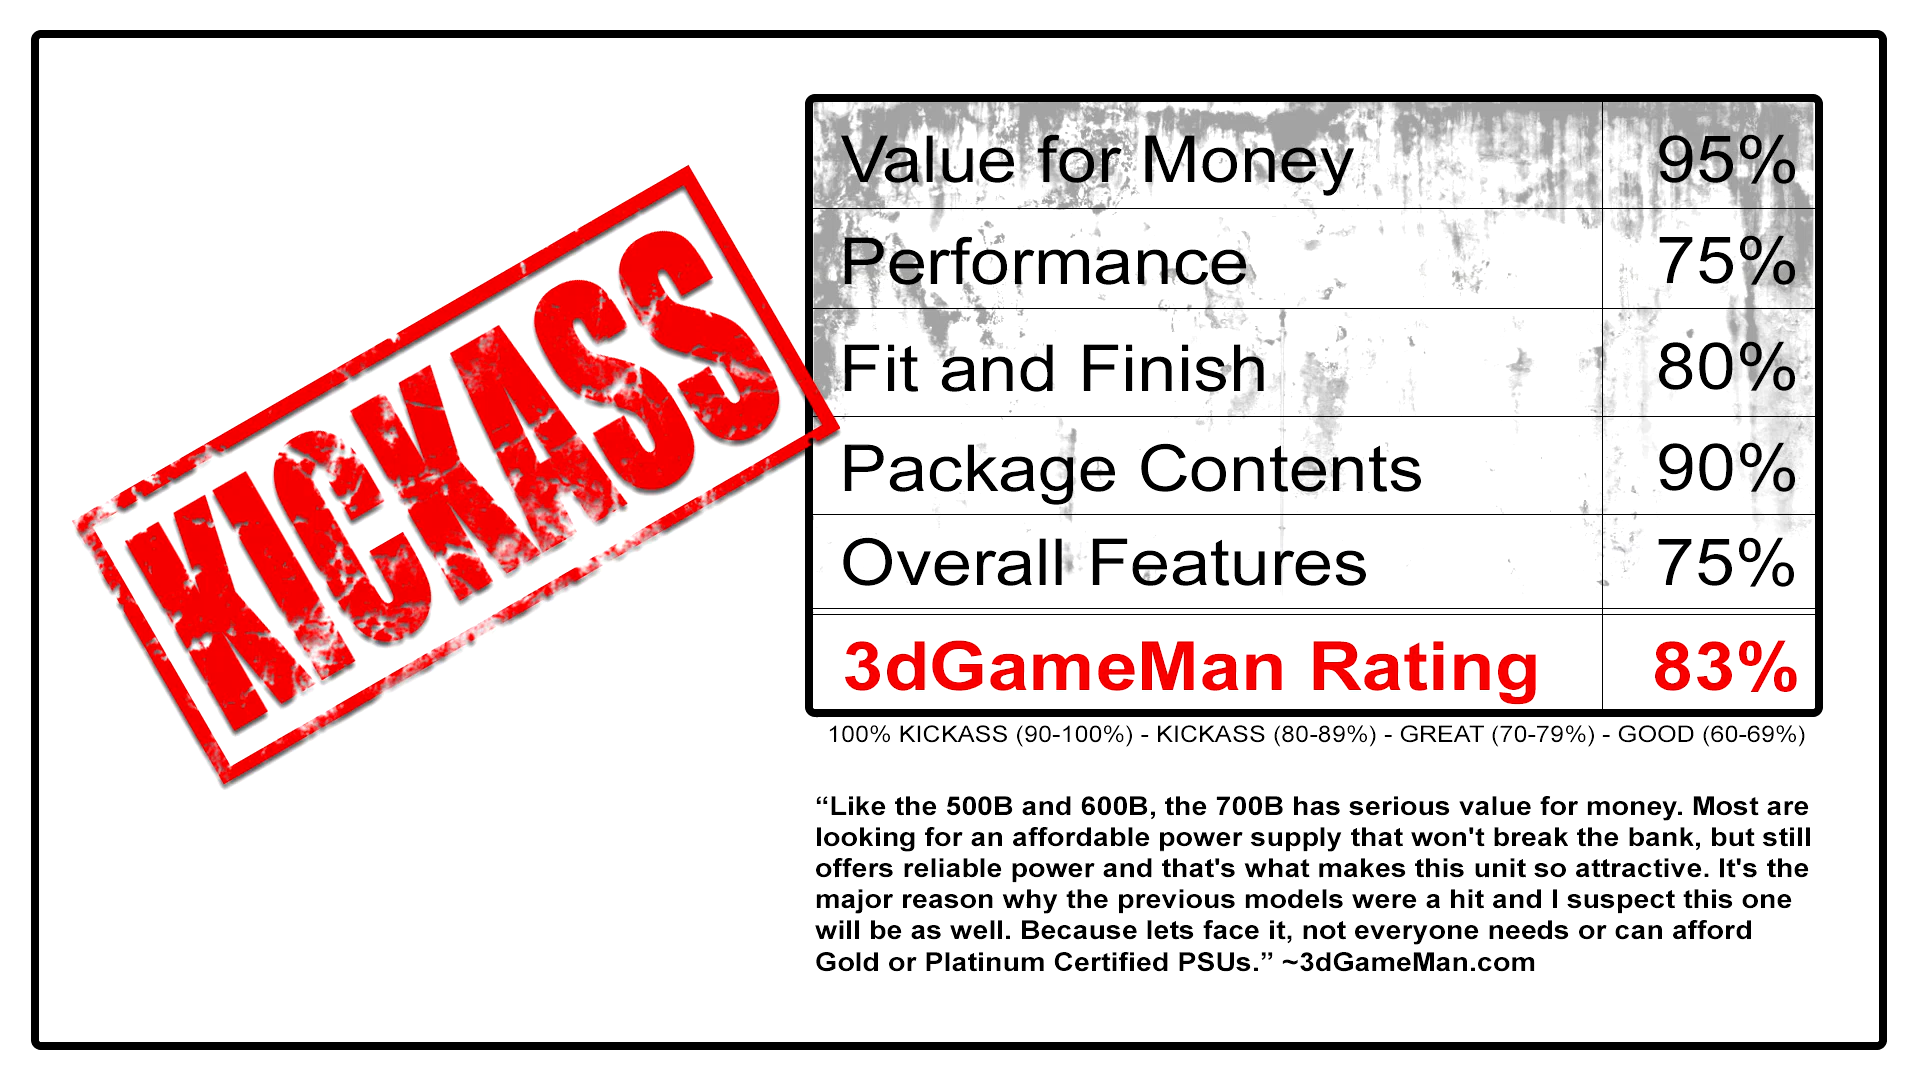 KICKASS
Value for Money 95%
Performance 75%
Fit and Finish 80%
Package Contents 90%
Overall Features 75%
3dGameMan Rating 83%
100% KICKASS (90-100%) - KICKASS (80-89%) - GREAT (70-79%) - GOOD (60-69%)
“Like the 500B and 600B, the 700B has serious value for money. Most are
looking for an affordable power supply that won't break the bank, but still
offers reliable power and that's what makes this unit so attractive. It's the
major reason why the previous models were a hit and I suspect this one
will be as well. Because lets face it, not everyone needs or can afford
Gold or Platinum Certified PSUs.” ~3dGameMan.com